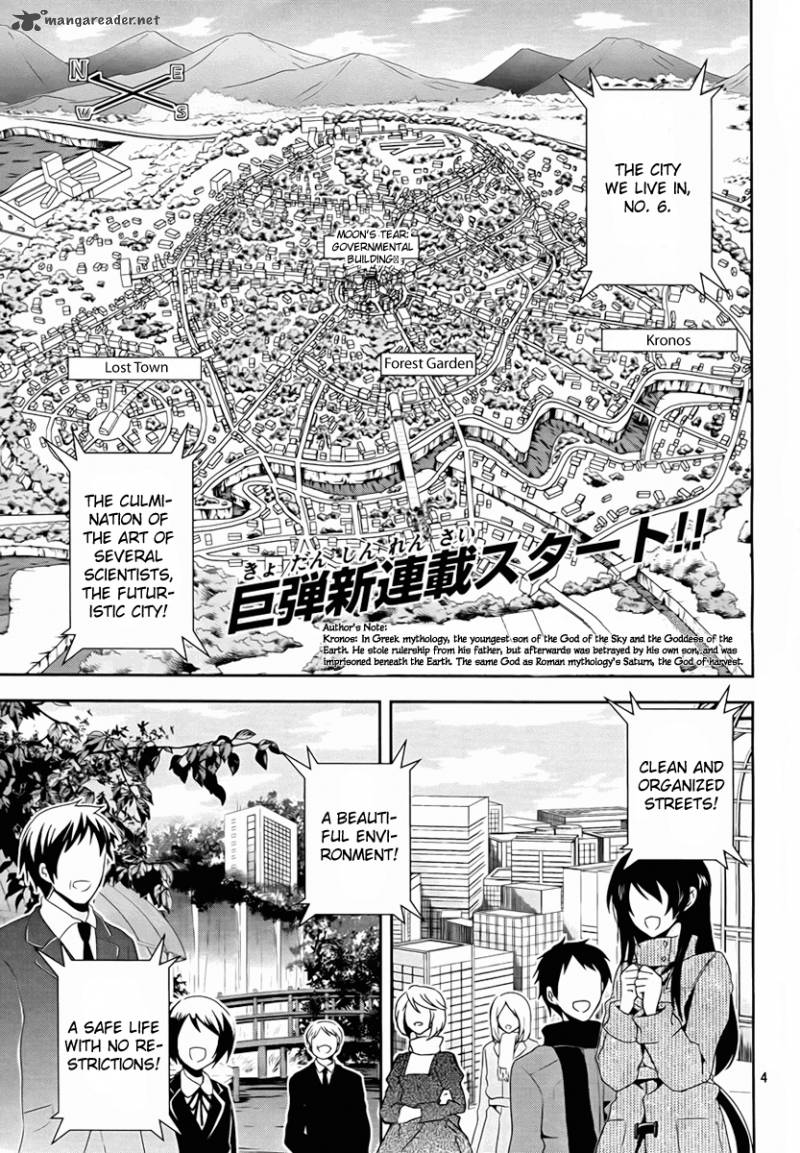 mangareader.net
N
E
W
S
THE CITY
WE LIVE IN,
NO. 6.
MOON'S TEAR:
GOVERNMENTAL
BUILDING
Kronos
Forest Garden
Lost Town
THE CULMI-
NATION OF
THE ART OF
SEVERAL
SCIENTISTS,
THE FUTUR-
ISTIC CITY!
きょ だん しん れん さい
巨弾新連載スタート!!
Author's Note:
Kronos: In Greek mythology, the youngest son of the God of the Sky and the Goddess of the
Earth. He stole rulership from his father, but afterwards was betrayed by his own son, and was
imprisoned beneath the Earth. The same God as Roman mythology's Saturn, the God of harvest.
CLEAN AND
ORGANIZED
STREETS!
A BEAUTI-
FUL ENVI-
RONMENT!
A SAFE LIFE
WITH NO RE-
STRICTIONS!
4